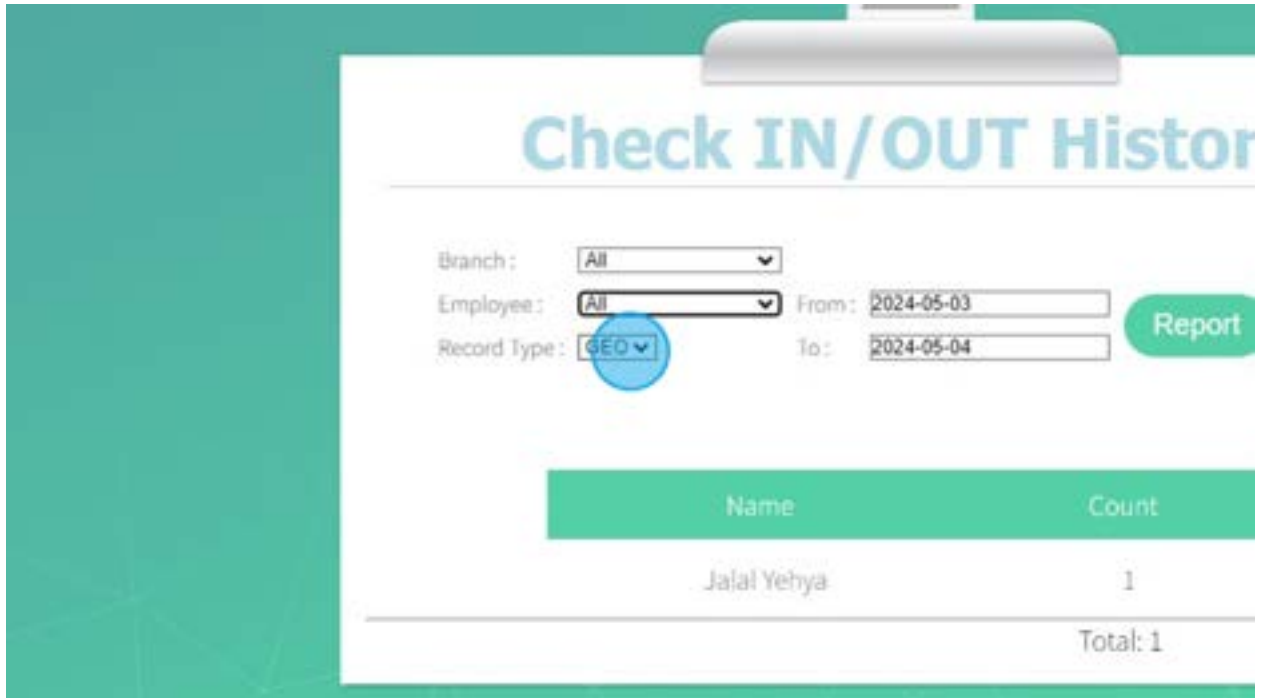 Check IN/OUT Histor
Branch : All
Employee : All From : 2024-05-03
Report
Record Type : GEO To : 2024-05-04
Name Count
Jalal Yehya 1
Total: 1